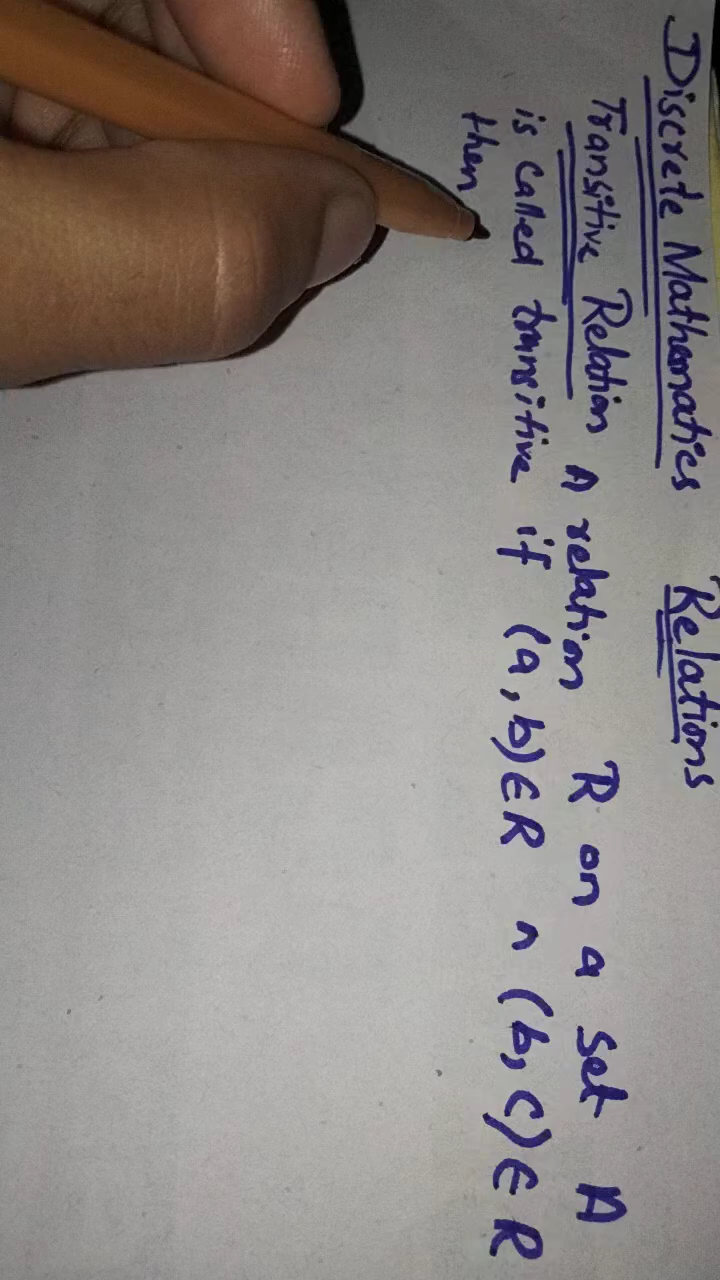 Discrete Mathematics Relations
Transitive Relation A relation R on a set A
is called transitive if (a, b) ∈ R ∧ (b, c) ∈ R
then